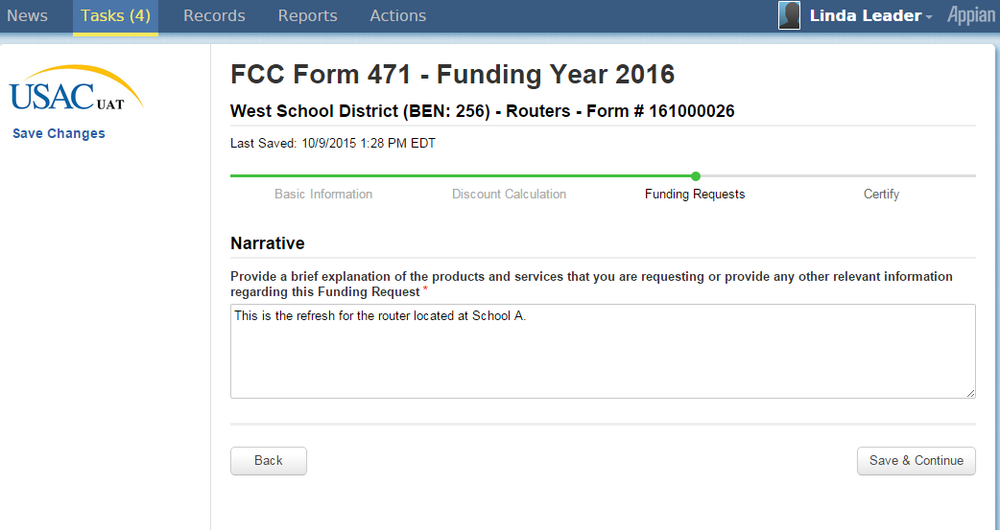 News Tasks (4) Records Reports Actions Linda Leader Appian
USAC UAT
Save Changes
FCC Form 471 - Funding Year 2016
West School District (BEN: 256) - Routers - Form # 161000026
Last Saved: 10/9/2015 1:28 PM EDT
Basic Information Discount Calculation Funding Requests Certify
Narrative
Provide a brief explanation of the products and services that you are requesting or provide any other relevant information
regarding this Funding Request *
This is the refresh for the router located at School A.
Back Save & Continue